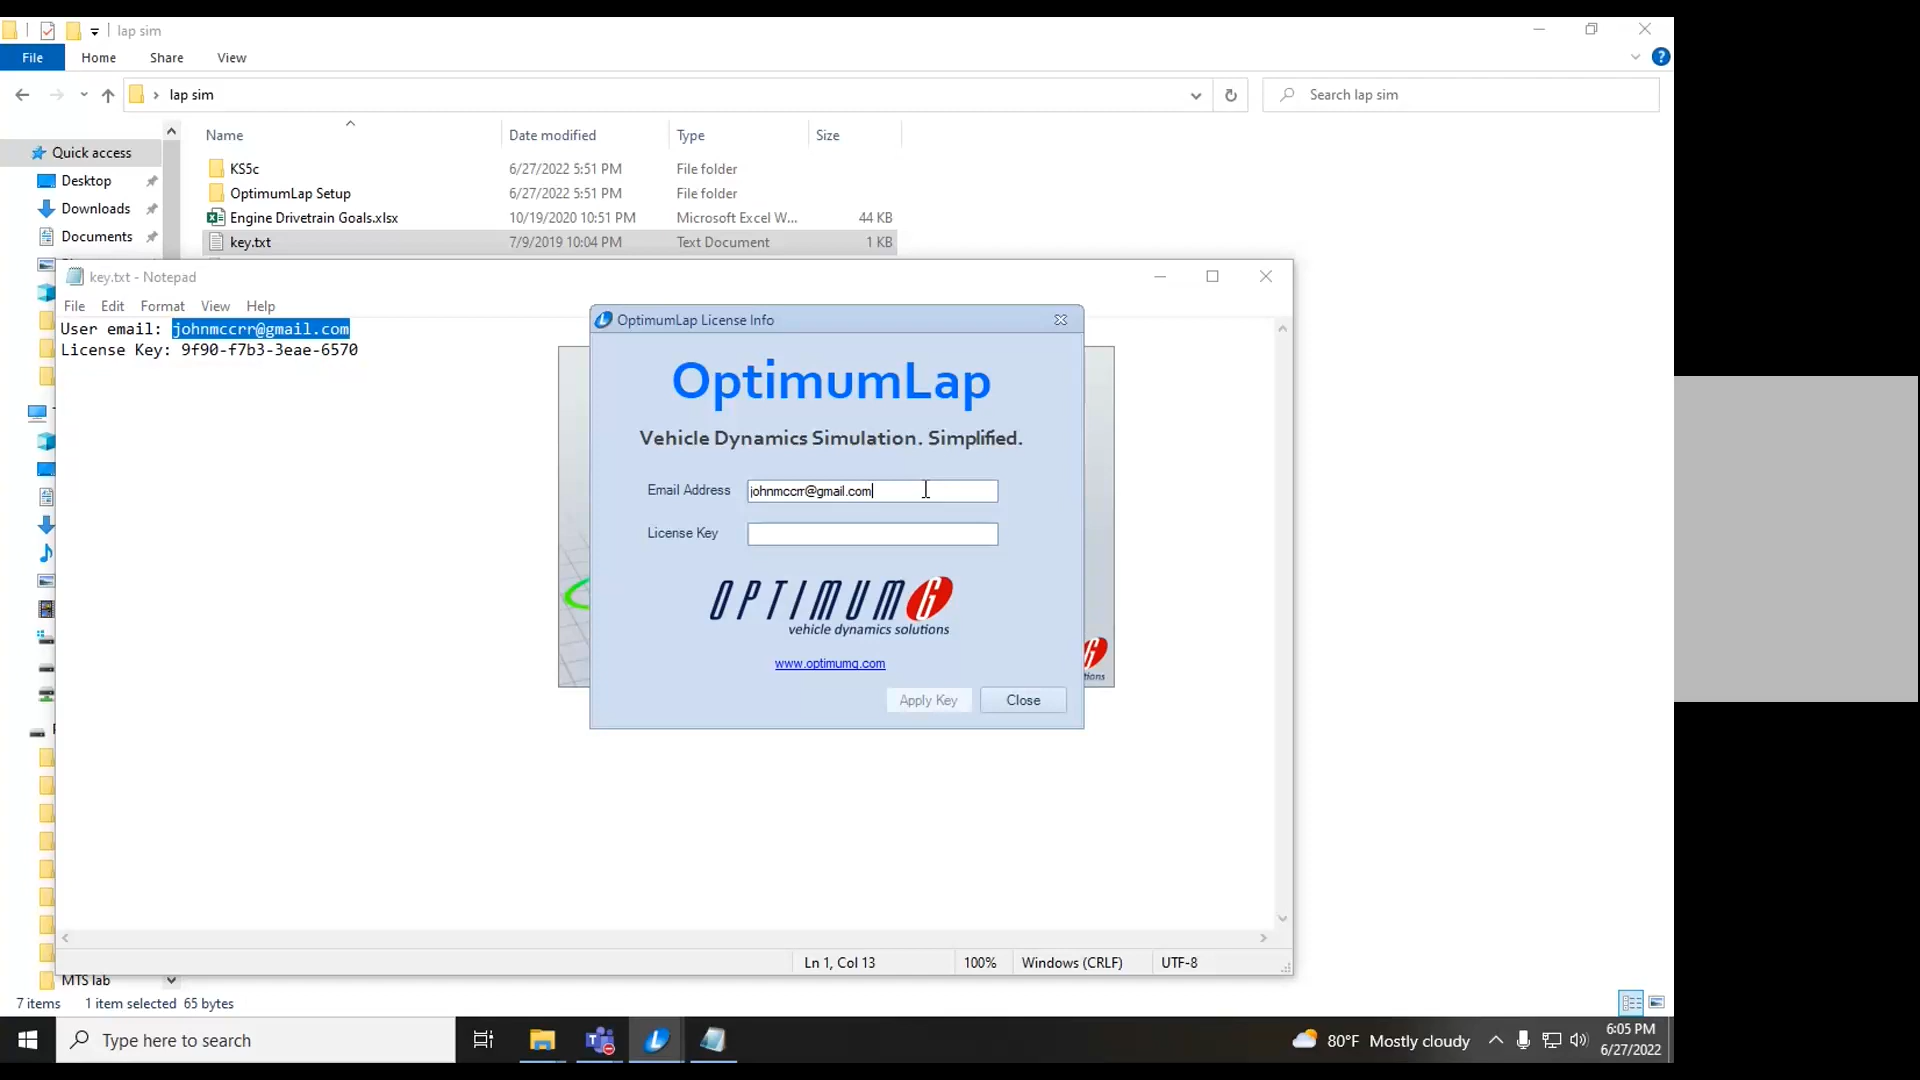 lap sim
File Home Share View
lap sim
Search lap sim
Name Date modified Type Size
Quick access
Desktop
Downloads
Documents
KS5c 6/27/2022 5:51 PM File folder
OptimumLap Setup 6/27/2022 5:51 PM File folder
Engine Drivetrain Goals.xlsx 10/19/2020 10:51 PM Microsoft Excel W... 44 KB
key.txt 7/9/2019 10:04 PM Text Document 1 KB
key.txt - Notepad
File Edit Format View Help
User email: johnmccrr@gmail.com
License Key: 9f90-f7b3-3eae-6570
OptimumLap License Info
OptimumLap
Vehicle Dynamics Simulation. Simplified.
Email Address johnmccrr@gmail.com
License Key
OPTIMUM G
vehicle dynamics solutions
www.optimumg.com
Apply Key Close
Ln 1, Col 13 100% Windows (CRLF) UTF-8
MTS lab
7 items 1 item selected 65 bytes
Type here to search
80°F Mostly cloudy
6:05 PM
6/27/2022